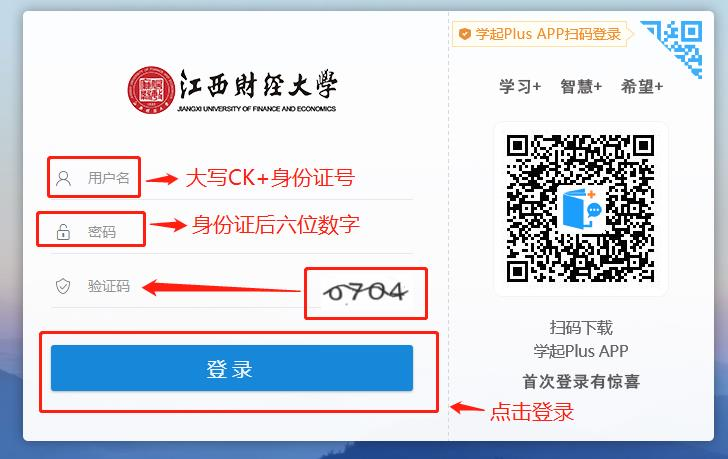 学起Plus APP扫码登录
江西财经大学
JIANGXI UNIVERSITY OF FINANCE AND ECONOMICS
学习+ 智慧+ 希望+
用户名
大写CK+身份证号
密码
身份证后六位数字
验证码
0704
登录
点击登录
扫码下载
学起Plus APP
首次登录有惊喜